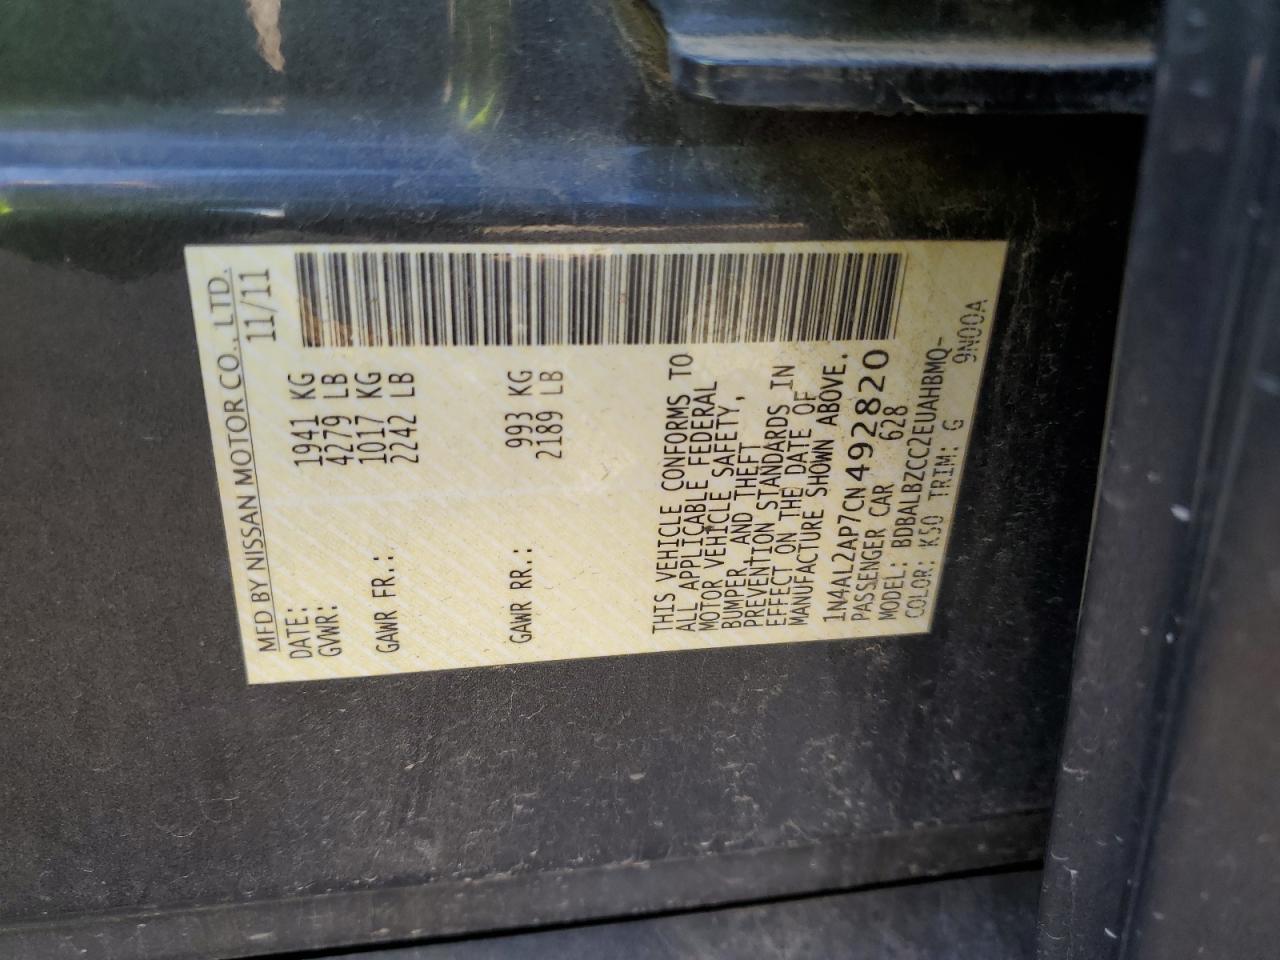 MFD BY NISSAN MOTOR CO., LTD.
DATE: 11/11
GVWR: 1941 KG
4279 LB
GAWR FR.: 1017 KG
2242 LB
GAWR RR.: 993 KG
2189 LB
THIS VEHICLE CONFORMS TO
ALL APPLICABLE FEDERAL
MOTOR VEHICLE SAFETY,
BUMPER, AND THEFT
PREVENTION STANDARDS IN
EFFECT ON THE DATE OF
MANUFACTURE SHOWN ABOVE.
1N4AL2AP7CN492820
PASSENGER CAR 628
MODEL: BDBALBZCCC2EUAHBMQ-
COLOR: K50 TRIM: G 9N00A